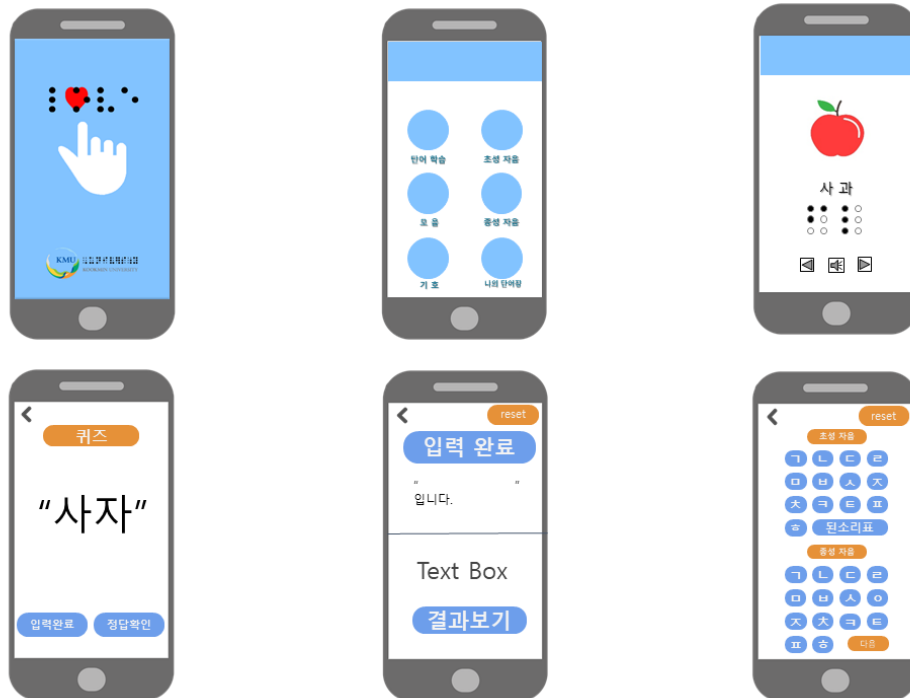 KMU
KEIMYUNG UNIVERSITY
단어 학습
초성 자음
모 음
종성 자음
기 호
나의 단어장
사 과
퀴즈
“사자”
입력완료
정답확인
reset
입력 완료
“ ”
입니다.
Text Box
결과보기
reset
초성 자음
ㄱ ㄴ ㄷ ㄹ
ㅁ ㅂ ㅅ ㅈ
ㅊ ㅋ ㅌ ㅍ
ㅎ 된소리표
종성 자음
ㄱ ㄴ ㄷ ㄹ
ㅁ ㅂ ㅅ ㅇ
ㅈ ㅊ ㅋ ㅌ
ㅍ ㅎ 다음